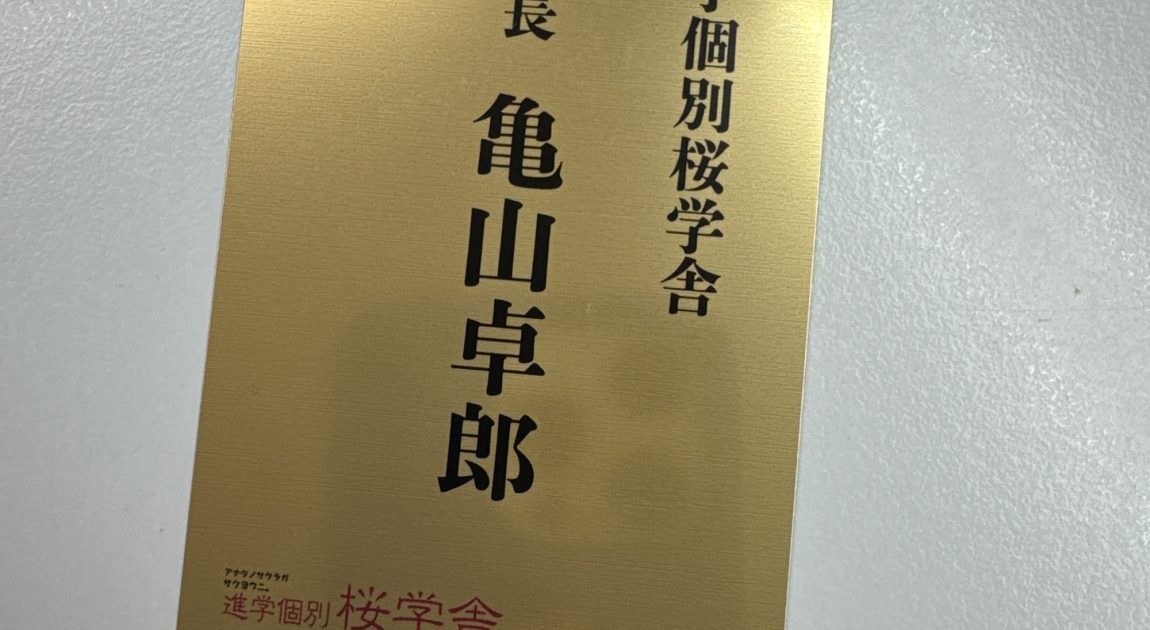 学個別桜学舎
長 亀山卓郎
アナタノサクラガ
サクヨウニ。
進学個別 桜学舎